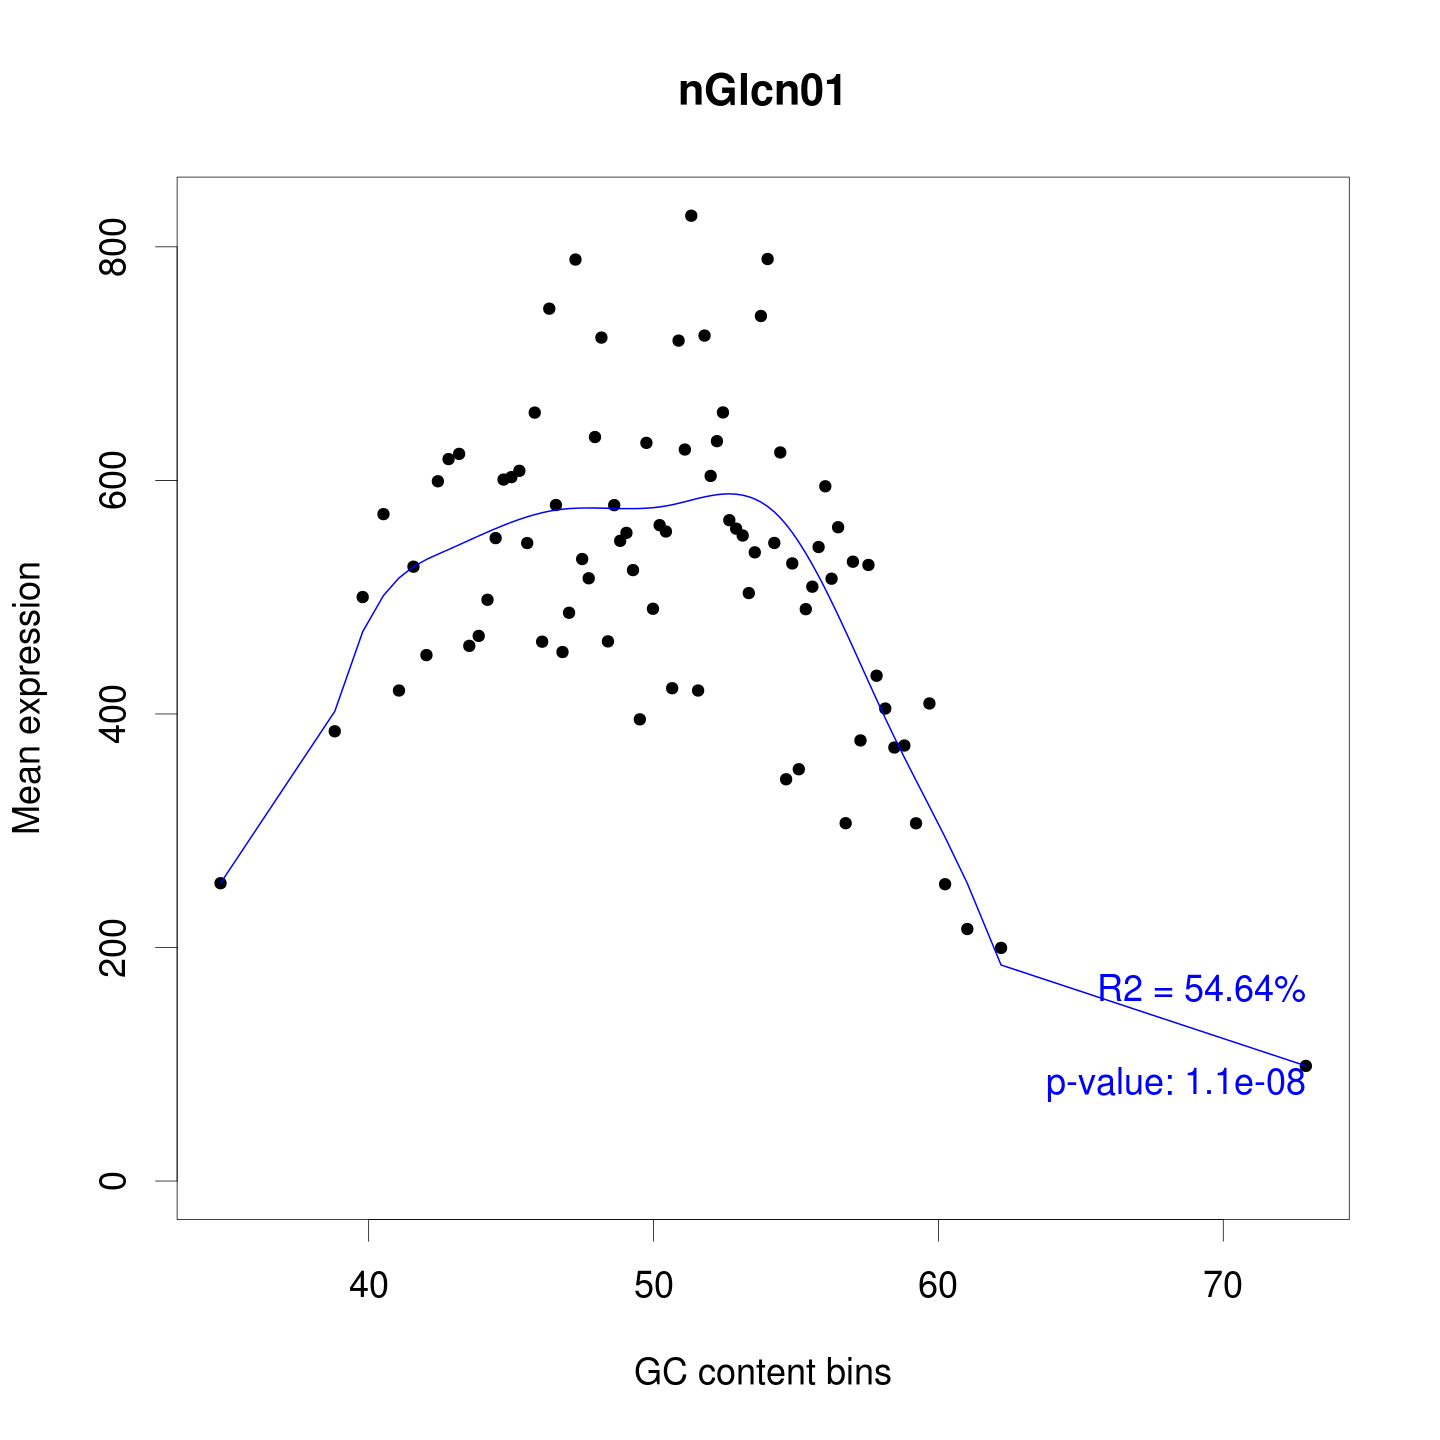 nGlcn01
800
600
400
200
0
Mean expression
R2 = 54.64%
p-value: 1.1e-08
40 50 60 70
GC content bins